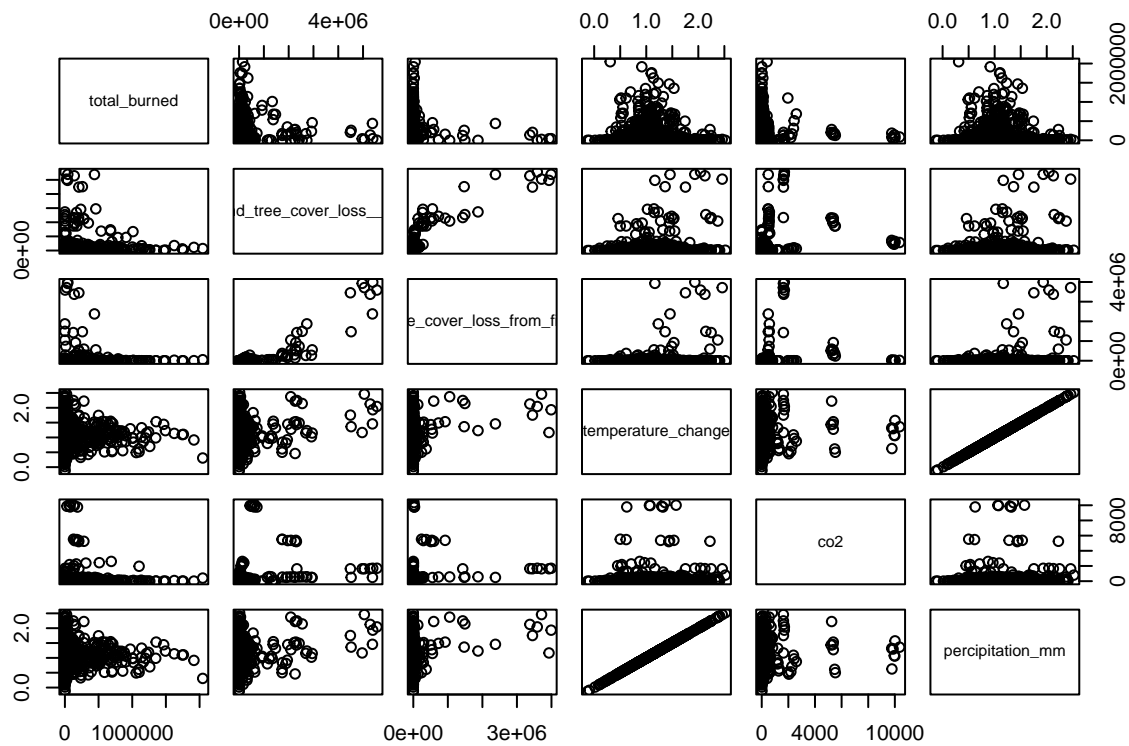 0e+00 4e+06 0.0 1.0 2.0 0.0 1.0 2.0
total_burned
0 2000000
nd_tree_cover_loss__
0e+00
e_cover_loss_from_f
0e+00 4e+06
temperature_change
0.0 2.0
co2
0 8000
percipitation_mm
0.0 2.0
0 1000000 0e+00 3e+06 0 4000 10000